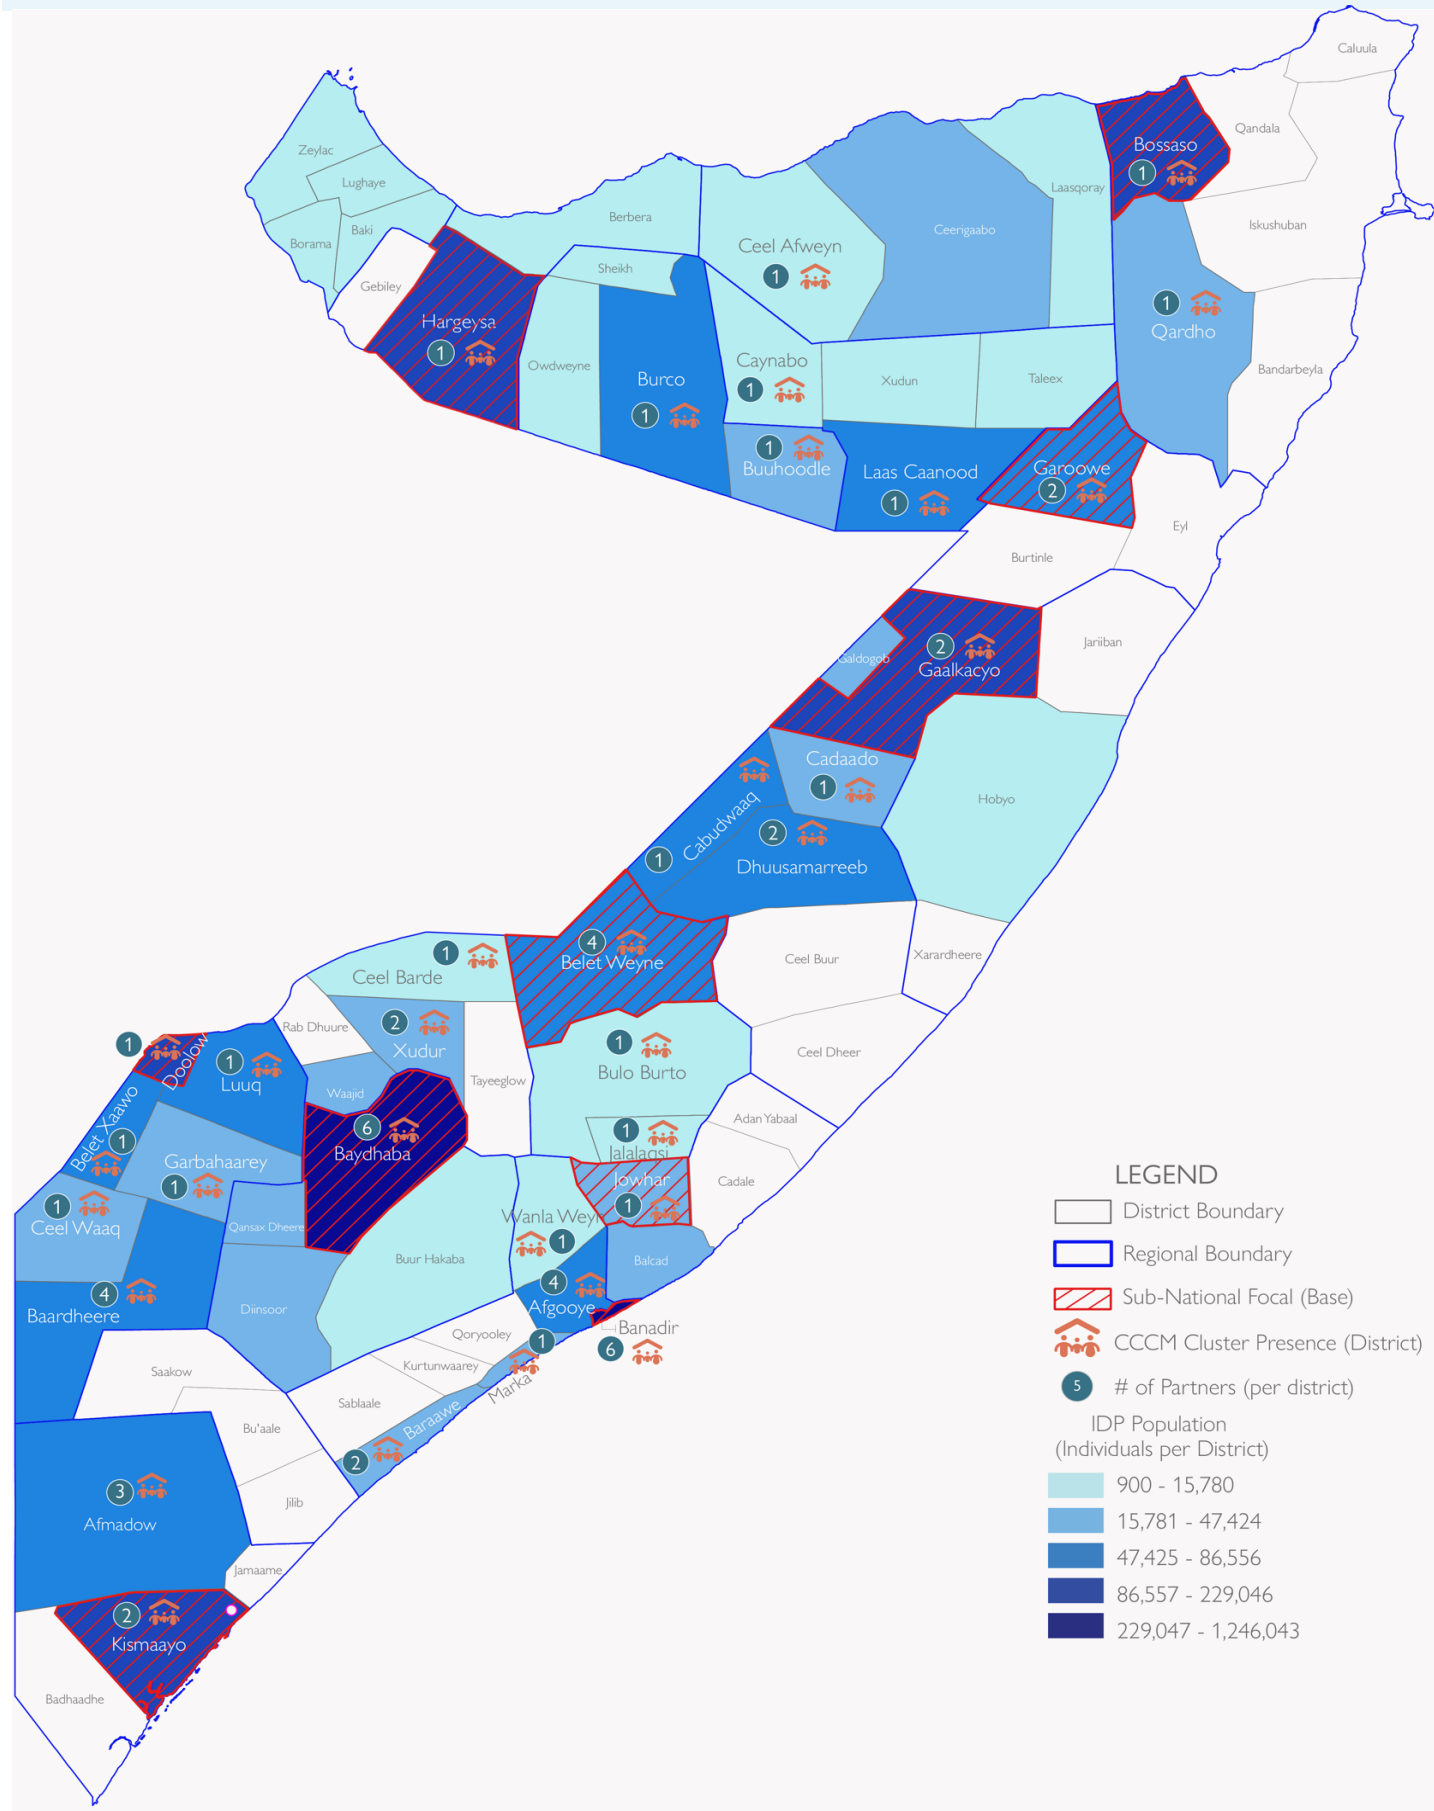 Caluula
Qandala
Bossaso
1
Zeylac
Lughaye
Laasqoray
Berbera
Iskushuban
Baki
Ceerigaabo
Borama
Ceel Afweyn
1
Sheikh
Gebiley
1
Qardho
Hargeysa
1
Owdweyne
Caynabo
1
Bandarbeyla
Burco
1
Xudun
Taleex
1
Buuhoodle
Laas Caanood
1
Garoowe
2
Eyl
Burtinle
Jariiban
2
Gaalkacyo
Galdogob
Cadaado
1
Hobyo
Cabudwaaq
1
2
Dhuusamarreeb
4
Belet Weyne
1
Ceel Barde
Ceel Buur
Xarardheere
Rab Dhuure
2
Xudur
1
Bulo Burto
Ceel Dheer
1
Doolow
1
Luuq
Tayeeglow
Waajid
Adan Yabaal
6
Baydhaba
1
Jalalaqsi
Belet Xaawo
1
Garbahaarey
1
Jowhar
1
Cadale
1
Ceel Waaq
Qansax Dheere
Wanla Weyn
1
Buur Hakaba
Balcad
4
Baardheere
Diinsoor
4
Afgooye
Banadir
6
Qoryooley
1
Marka
Kurtunwaarey
Saakow
Sablaale
Baraawe
2
Bu'aale
Jilib
3
Afmadow
Jamaame
2
Kismaayo
Badhaadhe
LEGEND
District Boundary
Regional Boundary
Sub-National Focal (Base)
CCCM Cluster Presence (District)
5 # of Partners (per district)
IDP Population
(Individuals per District)
900 - 15,780
15,781 - 47,424
47,425 - 86,556
86,557 - 229,046
229,047 - 1,246,043